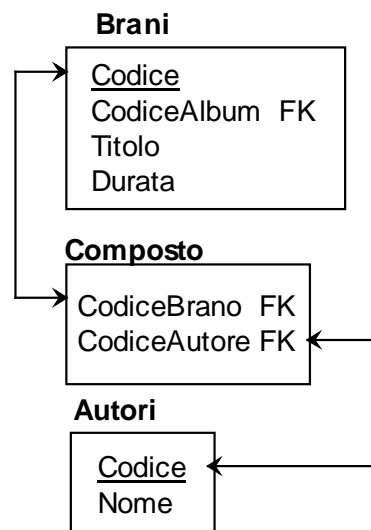 Brani
Codice
CodiceAlbum FK
Titolo
Durata
Composto
CodiceBrano FK
CodiceAutore FK
Autori
Codice
Nome